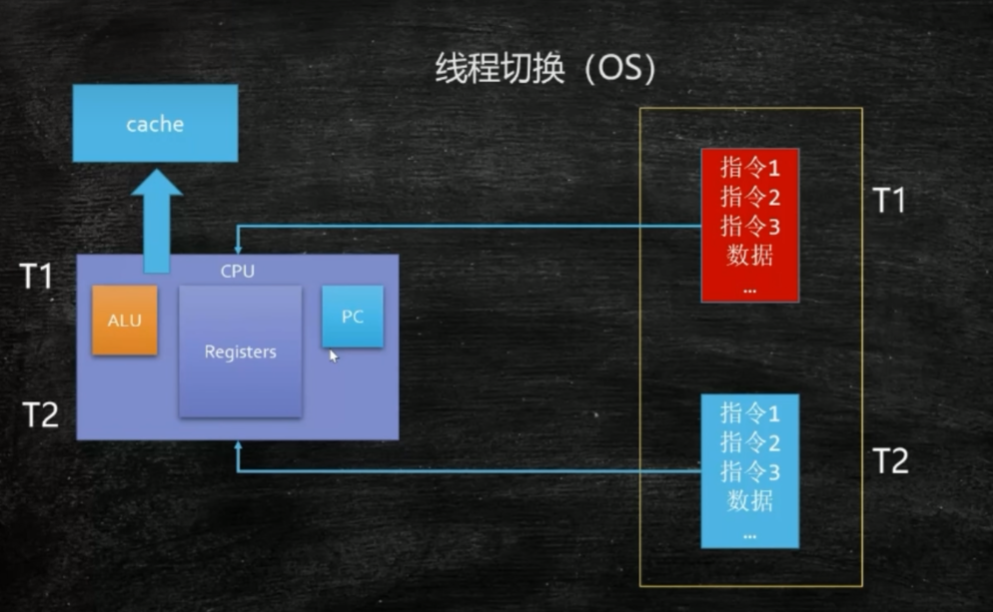 线程切换（OS）
cache
T1
CPU
ALU
Registers
PC
T2
指令1
指令2
指令3
数据
...
T1
指令1
指令2
指令3
数据
...
T2